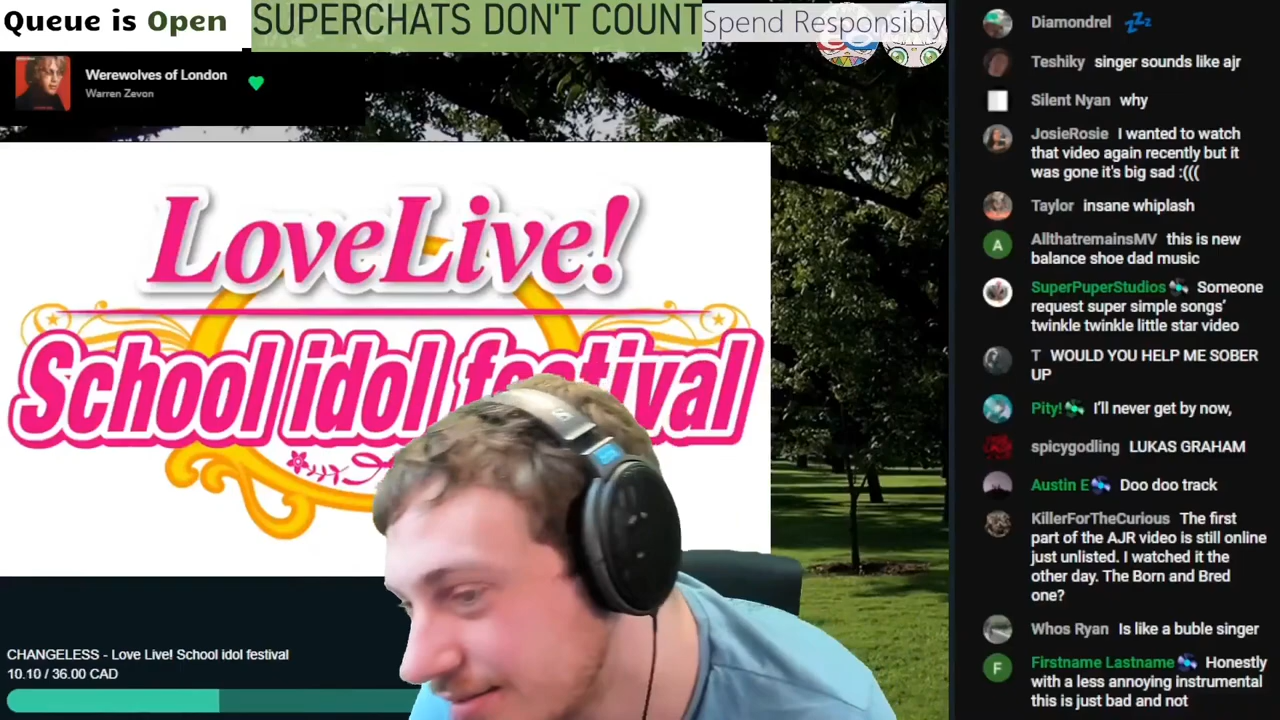 Queue is Open
SUPERCHATS DON'T COUNT
Spend Responsibly
Werewolves of London
Warren Zevon
LoveLive!
School idol festival
CHANGELESS - Love Live! School idol festival
10.10 / 36.00 CAD
Diamondrel 💤
Teshiky singer sounds like ajr
Silent Nyan why
JosieRosie I wanted to watch
that video again recently but it
was gone it's big sad :(((
Taylor insane whiplash
A
AllthatremainsMV this is new
balance shoe dad music
SuperPuperStudios Someone
request super simple songs'
twinkle twinkle little star video
T WOULD YOU HELP ME SOBER
UP
Pity! I'll never get by now,
spicygodling LUKAS GRAHAM
Austin E Doo doo track
KillerForTheCurious The first
part of the AJR video is still online
just unlisted. I watched it the
other day. The Born and Bred
one?
Whos Ryan Is like a buble singer
F
Firstname Lastname Honestly
with a less annoying instrumental
this is just bad and not